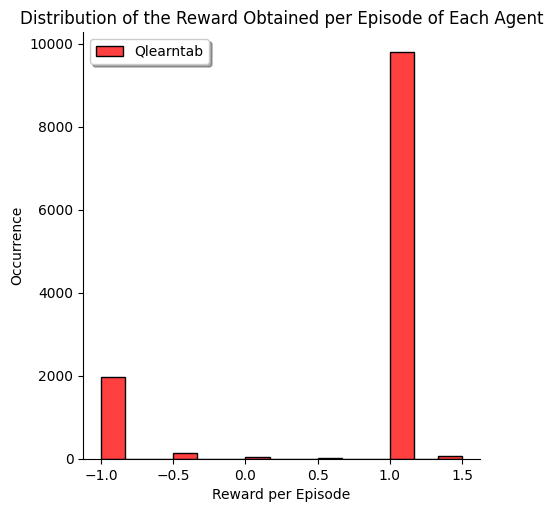 Distribution of the Reward Obtained per Episode of Each Agent
Qlearntab
10000
8000
6000
4000
2000
0
Occurrence
−1.0 −0.5 0.0 0.5 1.0 1.5
Reward per Episode